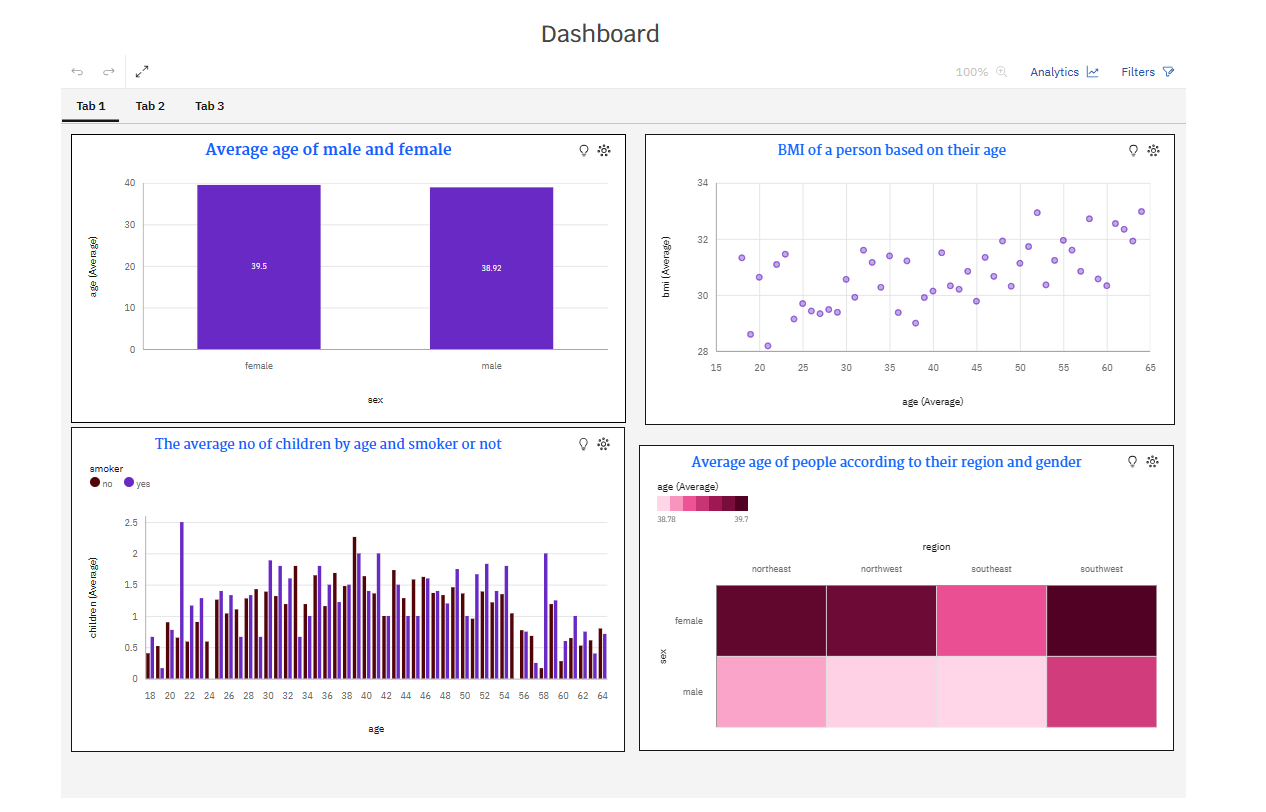 Dashboard
100% Analytics Filters
Tab 1 Tab 2 Tab 3
Average age of male and female
40
30
20
10
0
age (Average)
39.5
38.92
female male
sex
BMI of a person based on their age
34
32
30
28
bmi (Average)
15 20 25 30 35 40 45 50 55 60 65
age (Average)
The average no of children by age and smoker or not
smoker
no yes
2.5
2
1.5
1
0.5
0
children (Average)
18 20 22 24 26 28 30 32 34 36 38 40 42 44 46 48 50 52 54 56 58 60 62 64
age
Average age of people according to their region and gender
age (Average)
38.78 39.7
region
northeast northwest southeast southwest
female
male
sex